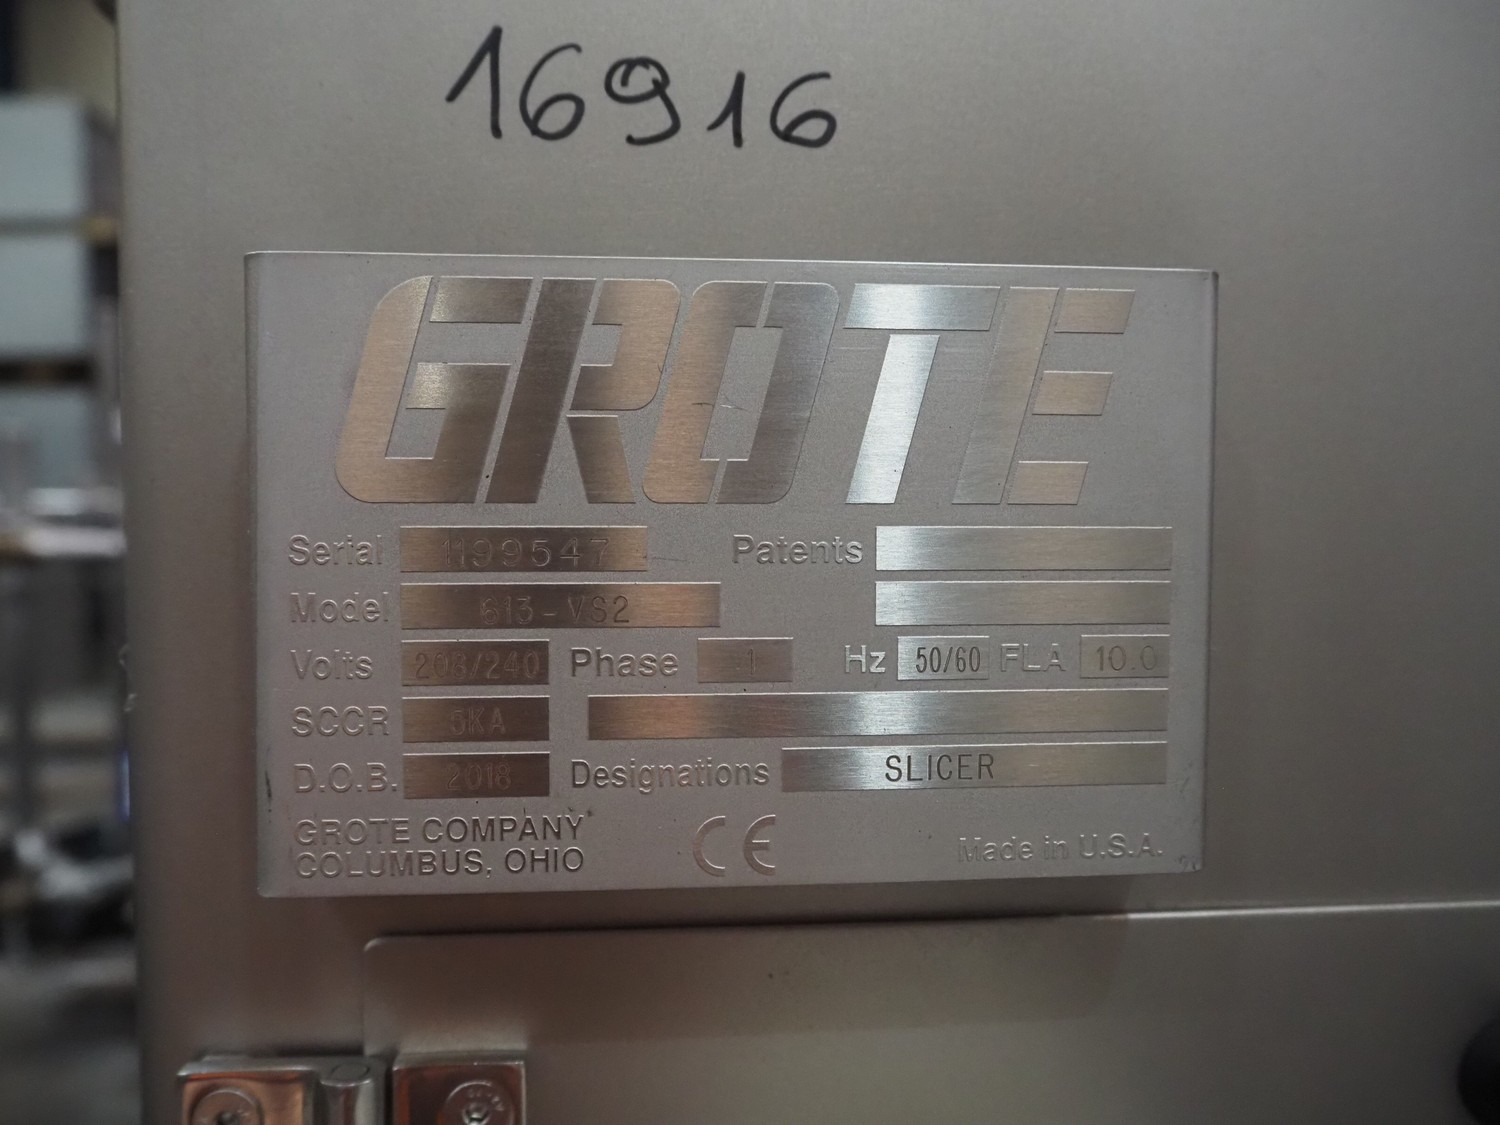 16916
GROTE
Serial 1199547 Patents
Model 613-VS2
Volts 208/240 Phase 1 Hz 50/60 FLA 10.0
SCCR 5KA
D.O.B. 2018 Designations SLICER
GROTE COMPANY
COLUMBUS, OHIO
CE
Made in U.S.A.